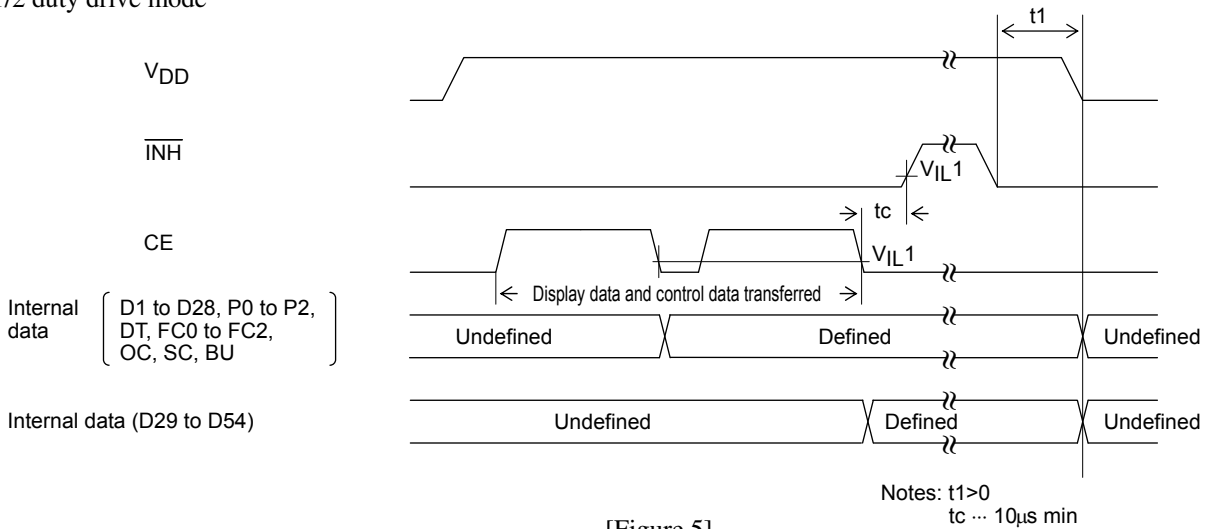 1/2 duty drive mode
t1
VDD
INH
VIL1
tc
CE
VIL1
Display data and control data transferred
Internal data
D1 to D28, P0 to P2,
DT, FC0 to FC2,
OC, SC, BU
Undefined Defined Undefined
Internal data (D29 to D54)
Undefined Defined Undefined
Notes: t1>0
tc ··· 10μs min
[Figure 5]